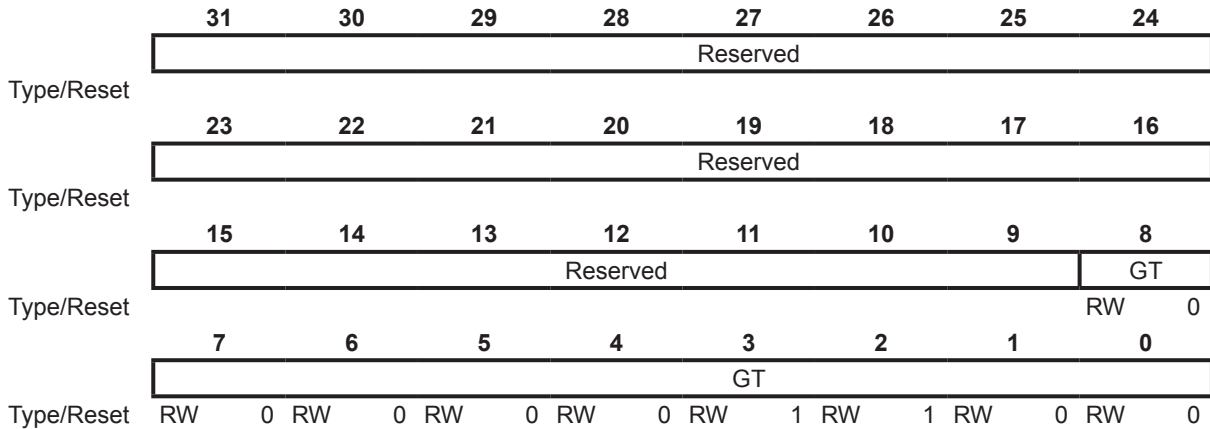 31 30 29 28 27 26 25 24
Reserved
Type/Reset
23 22 21 20 19 18 17 16
Reserved
Type/Reset
15 14 13 12 11 10 9 8
Reserved GT
Type/Reset RW 0
7 6 5 4 3 2 1 0
GT
Type/Reset RW 0 RW 0 RW 0 RW 0 RW 1 RW 1 RW 0 RW 0